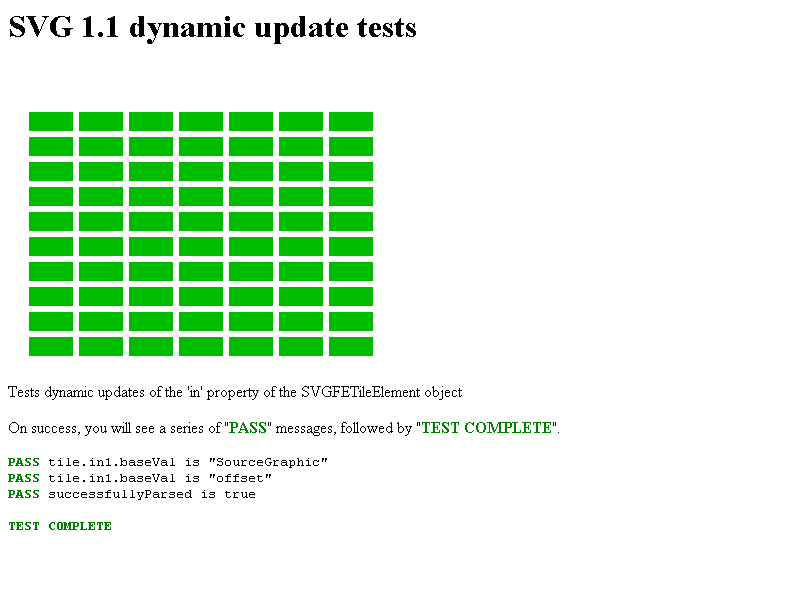 SVG 1.1 dynamic update tests
Tests dynamic updates of the 'in' property of the SVGFETileElement object
On success, you will see a series of "PASS" messages, followed by "TEST COMPLETE".
PASS tile.in1.baseVal is "SourceGraphic"
PASS tile.in1.baseVal is "offset"
PASS successfullyParsed is true
TEST COMPLETE